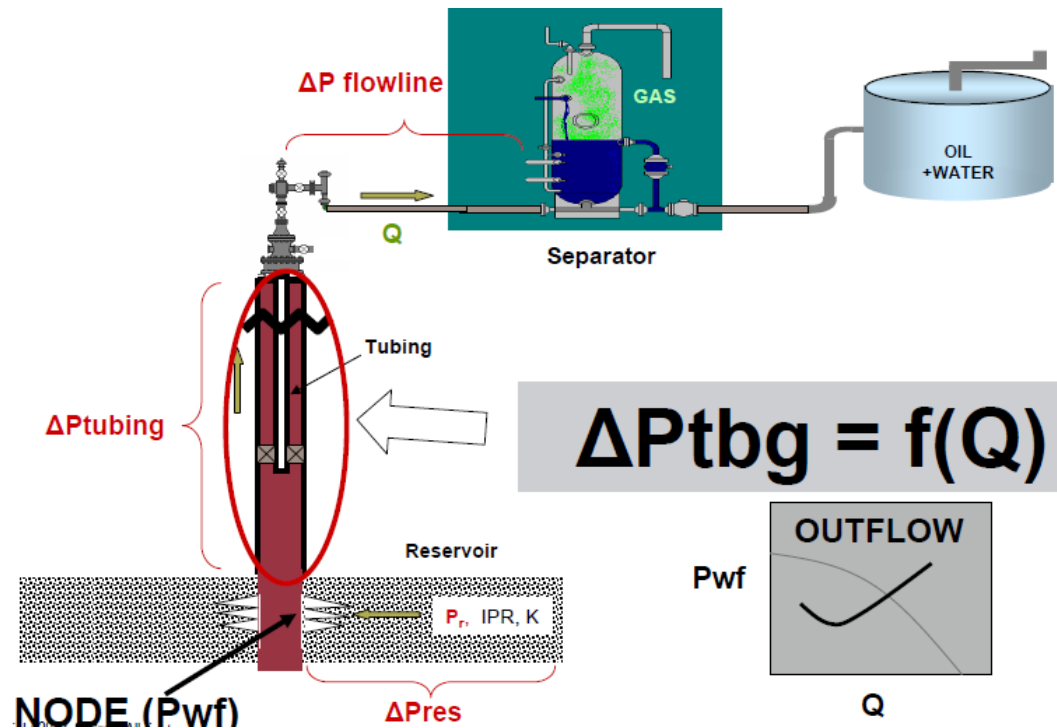 ΔP flowline
GAS
OIL
+WATER
Q
Separator
Tubing
ΔPtubing
ΔPtbg = f(Q)
OUTFLOW
Pwf
Reservoir
Pr, IPR, K
NODE (Pwf)
ΔPres
Q